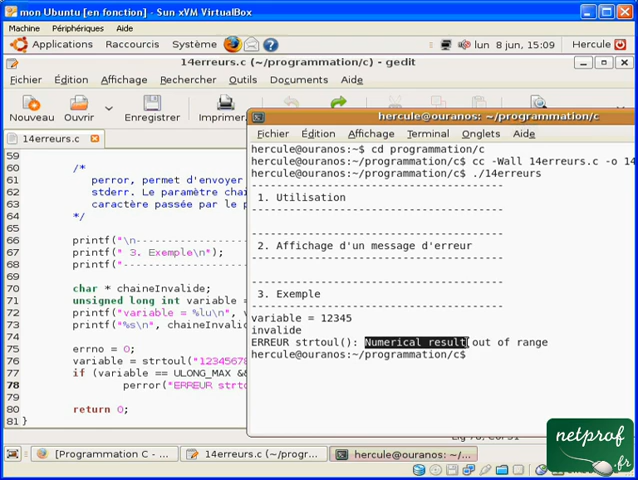 mon Ubuntu [en fonction] - Sun xVM VirtualBox
Machine Périphériques Aide
Applications Raccourcis Système lun 8 jun, 15:09 Hercule
14erreurs.c (~/programmation/c) - gedit
Fichier Édition Affichage Rechercher Outils Documents Aide
Nouveau Ouvrir Enregistrer Imprimer.
14erreurs.c
59
60 /*
61 perror, permet d'envoyer
62 stderr. Le paramètre chai
63 caractère passée par le p
64 */
65
66 printf("\n
67 printf(" 3. Exemple\n");
68 printf("
69
70 char * chaineInvalide;
71 unsigned long int variable =
72 printf("variable = %lu\n",
73 printf("%s\n", chaineInvalid
74
75 errno = 0;
76 variable = strtoul("12345678
77 if (variable == ULONG_MAX &
78 perror("ERREUR strto
79
80 return 0;
81 }
hercule@ouranos: ~/programmation/c
Fichier Édition Affichage Terminal Onglets Aide
hercule@ouranos:~$ cd programmation/c
hercule@ouranos:~/programmation/c$ cc -Wall 14erreurs.c -o 14
hercule@ouranos:~/programmation/c$ ./14erreurs
1. Utilisation
2. Affichage d'un message d'erreur
3. Exemple
variable = 12345
invalide
ERREUR strtoul(): Numerical result out of range
hercule@ouranos:~/programmation/c$
[Programmation C - ... 14erreurs.c (~/progr... hercule@ouranos: ~/...
netprof
.fr